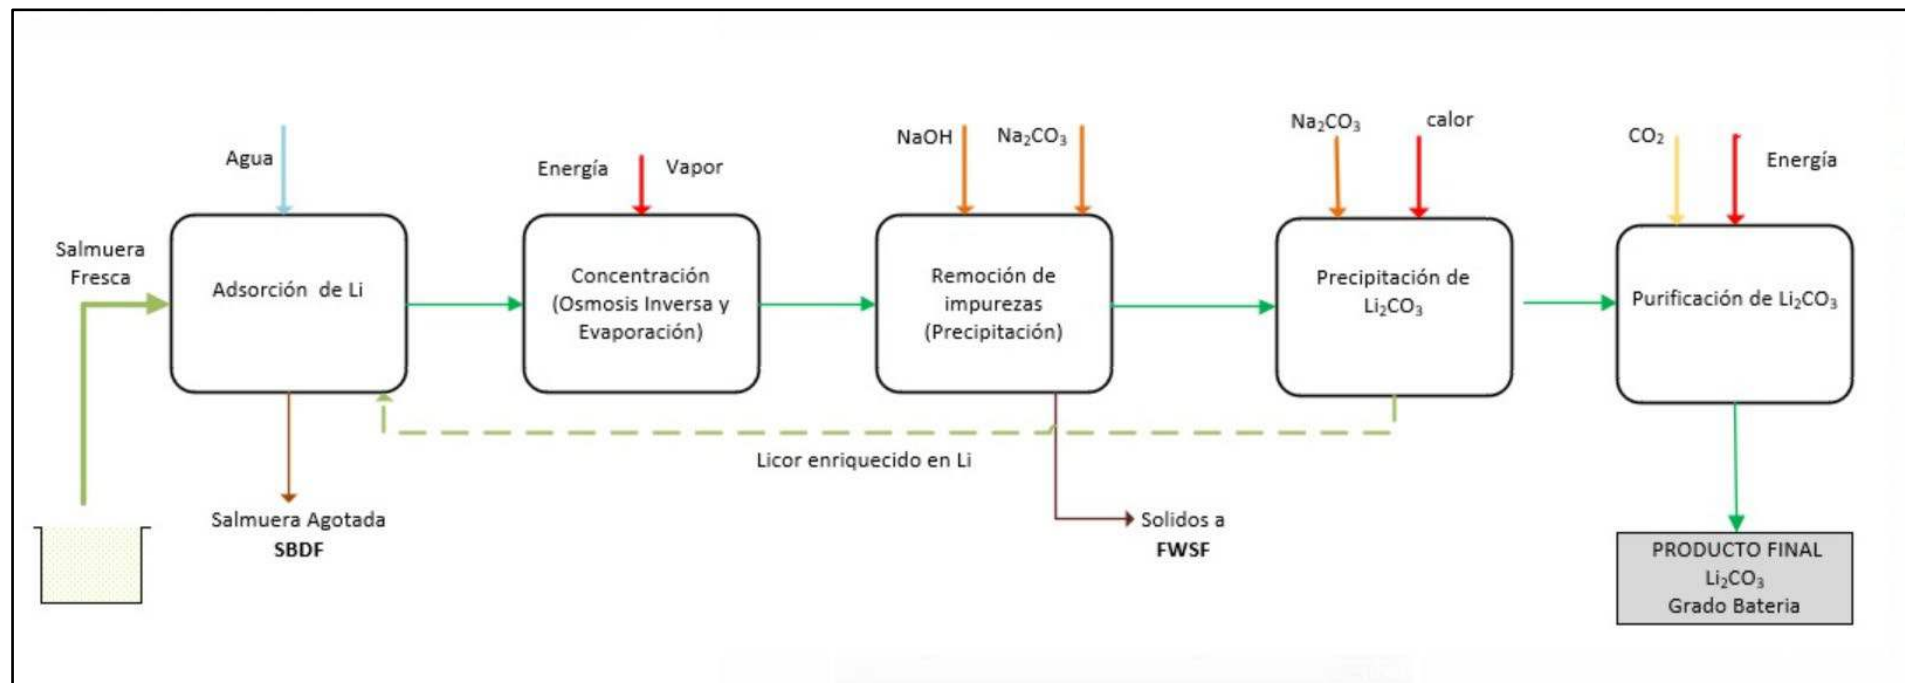 Agua
Salmuera
Fresca
Adsorción de Li
Salmuera Agotada
SBDF
Energía
Vapor
Concentración
(Osmosis Inversa y
Evaporación)
NaOH
Na₂CO₃
Remoción de
impurezas
(Precipitación)
Licor enriquecido en Li
Solidos a
FWSF
Na₂CO₃
calor
Precipitación de
Li₂CO₃
CO₂
Energía
Purificación de Li₂CO₃
PRODUCTO FINAL
Li₂CO₃
Grado Bateria